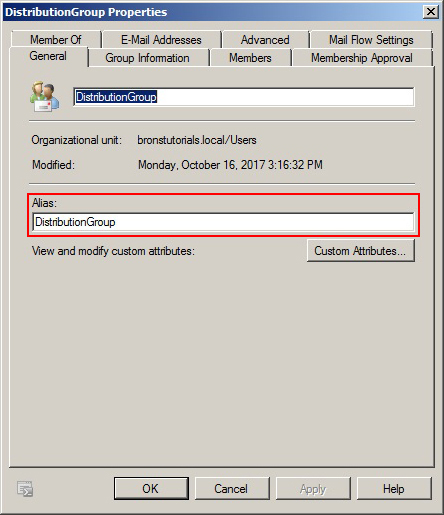 DistributionGroup Properties
Member Of E-Mail Addresses Advanced Mail Flow Settings
General Group Information Members Membership Approval
DistributionGroup
Organizational unit: bronstutorials.local/Users
Modified: Monday, October 16, 2017 3:16:32 PM
Alias:
DistributionGroup
View and modify custom attributes: Custom Attributes...
OK Cancel Apply Help